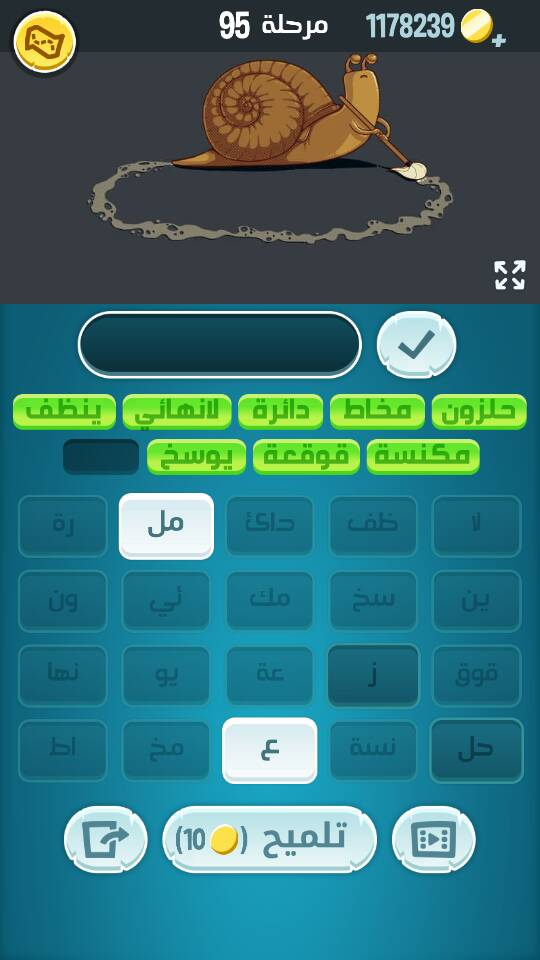 مرحلة 95 1178239
حلزون مخاط دائرة لانهائي ينظف
مكنسة قوقعة يوسخ
لا ظف دائ مل رة
ين سخ مك ئي ون
قوق ز عة يو نها
حل نسة ع مخ اط
تلميح (10)